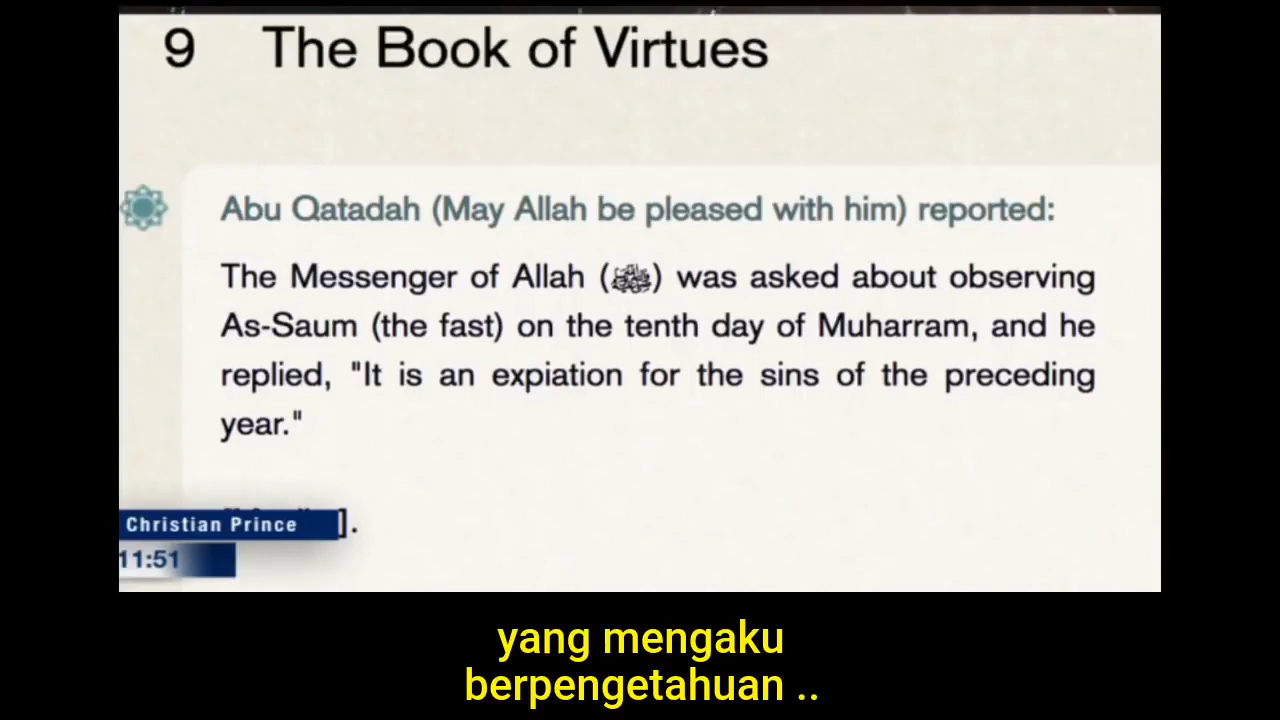 9 The Book of Virtues
Abu Qatadah (May Allah be pleased with him) reported:
The Messenger of Allah (ﷺ) was asked about observing
As-Saum (the fast) on the tenth day of Muharram, and he
replied, "It is an expiation for the sins of the preceding
year."
].
Christian Prince
11:51
yang mengaku
berpengetahuan ..